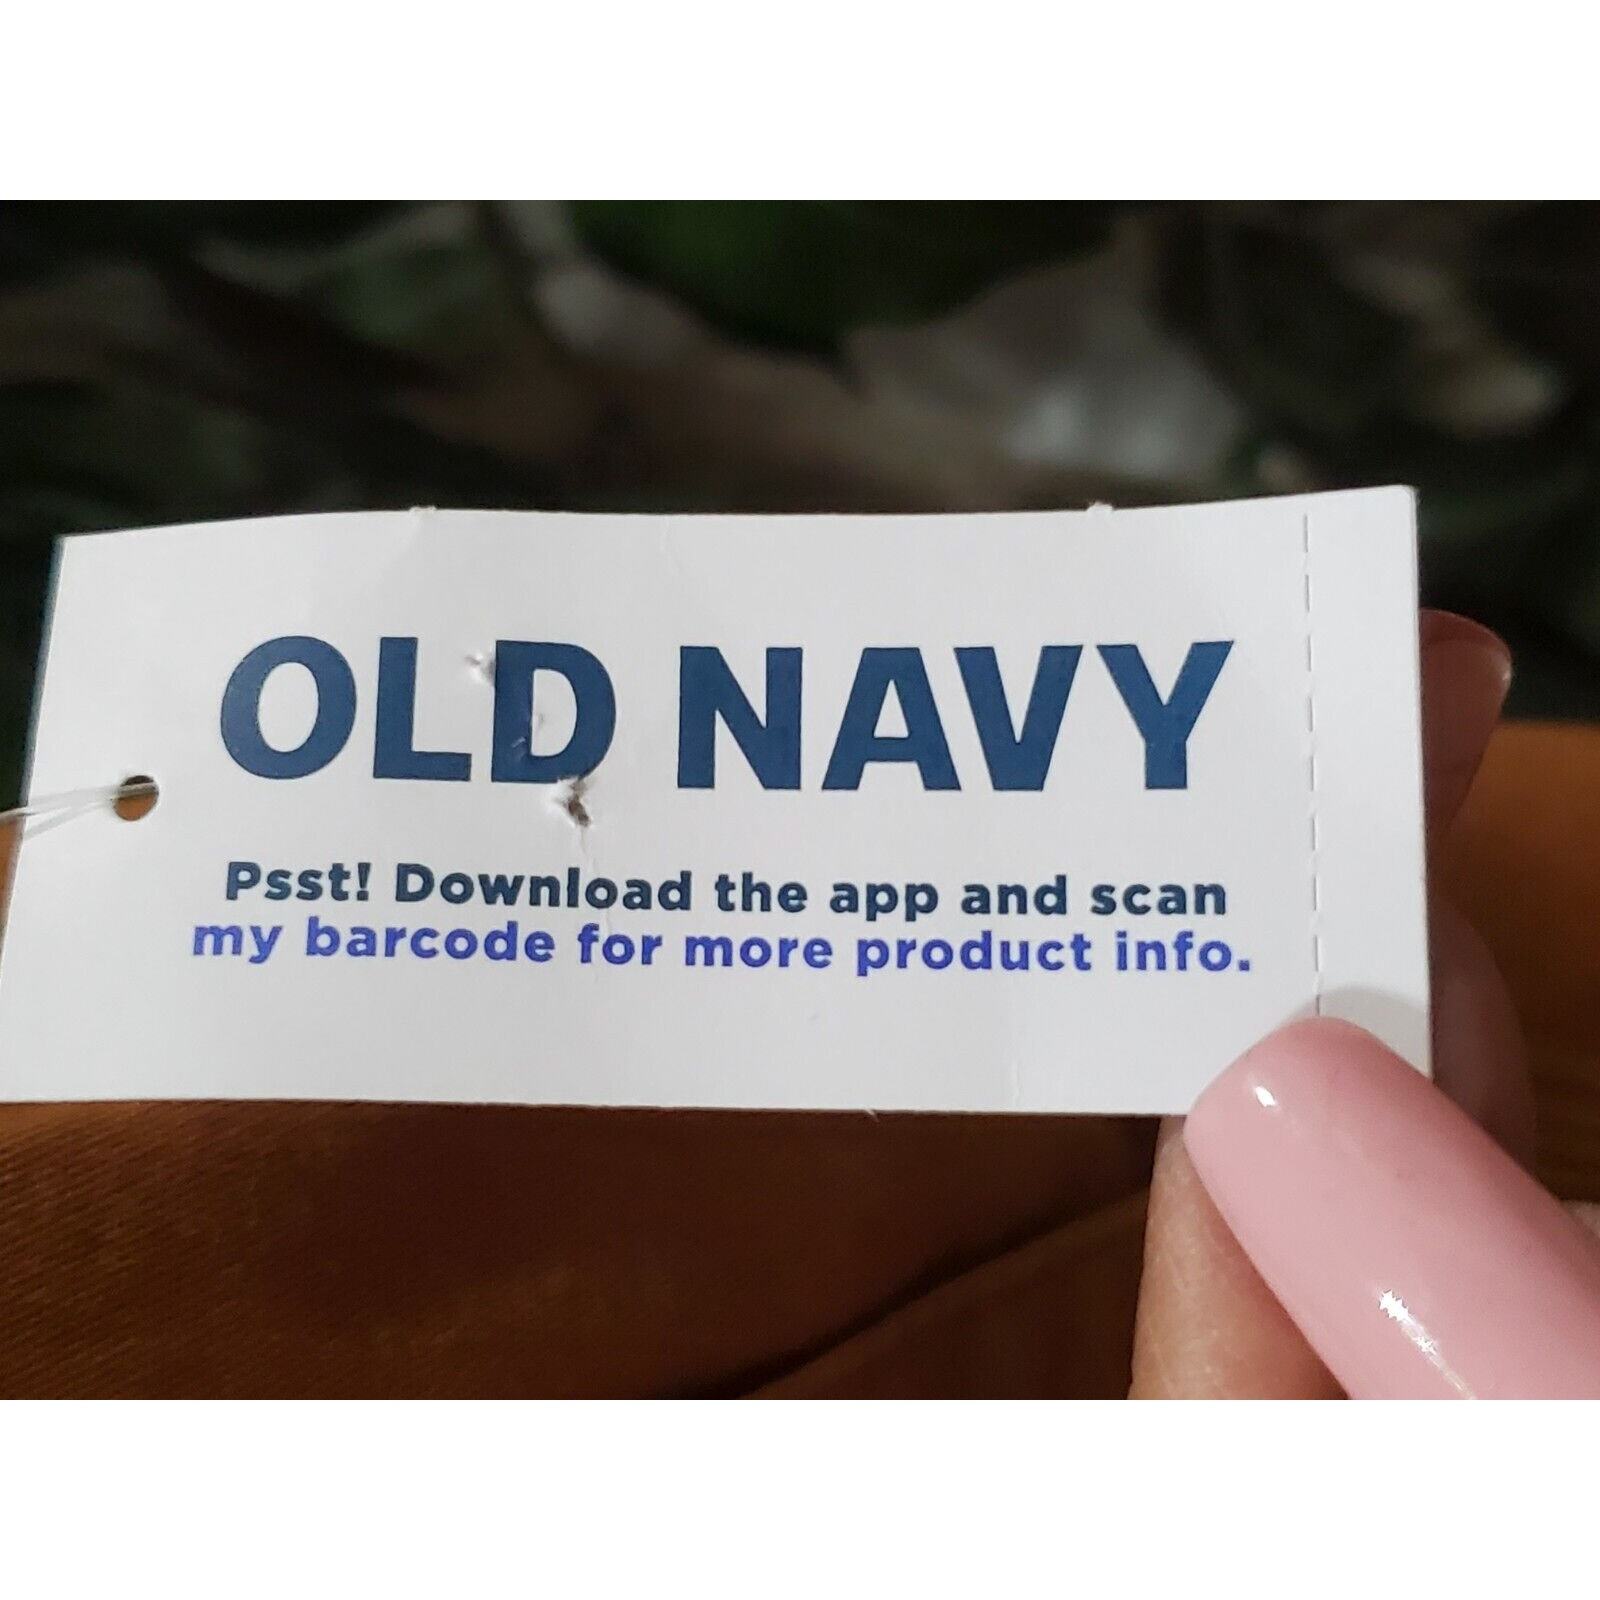 OLD NAVY
Psst! Download the app and scan
my barcode for more product info.